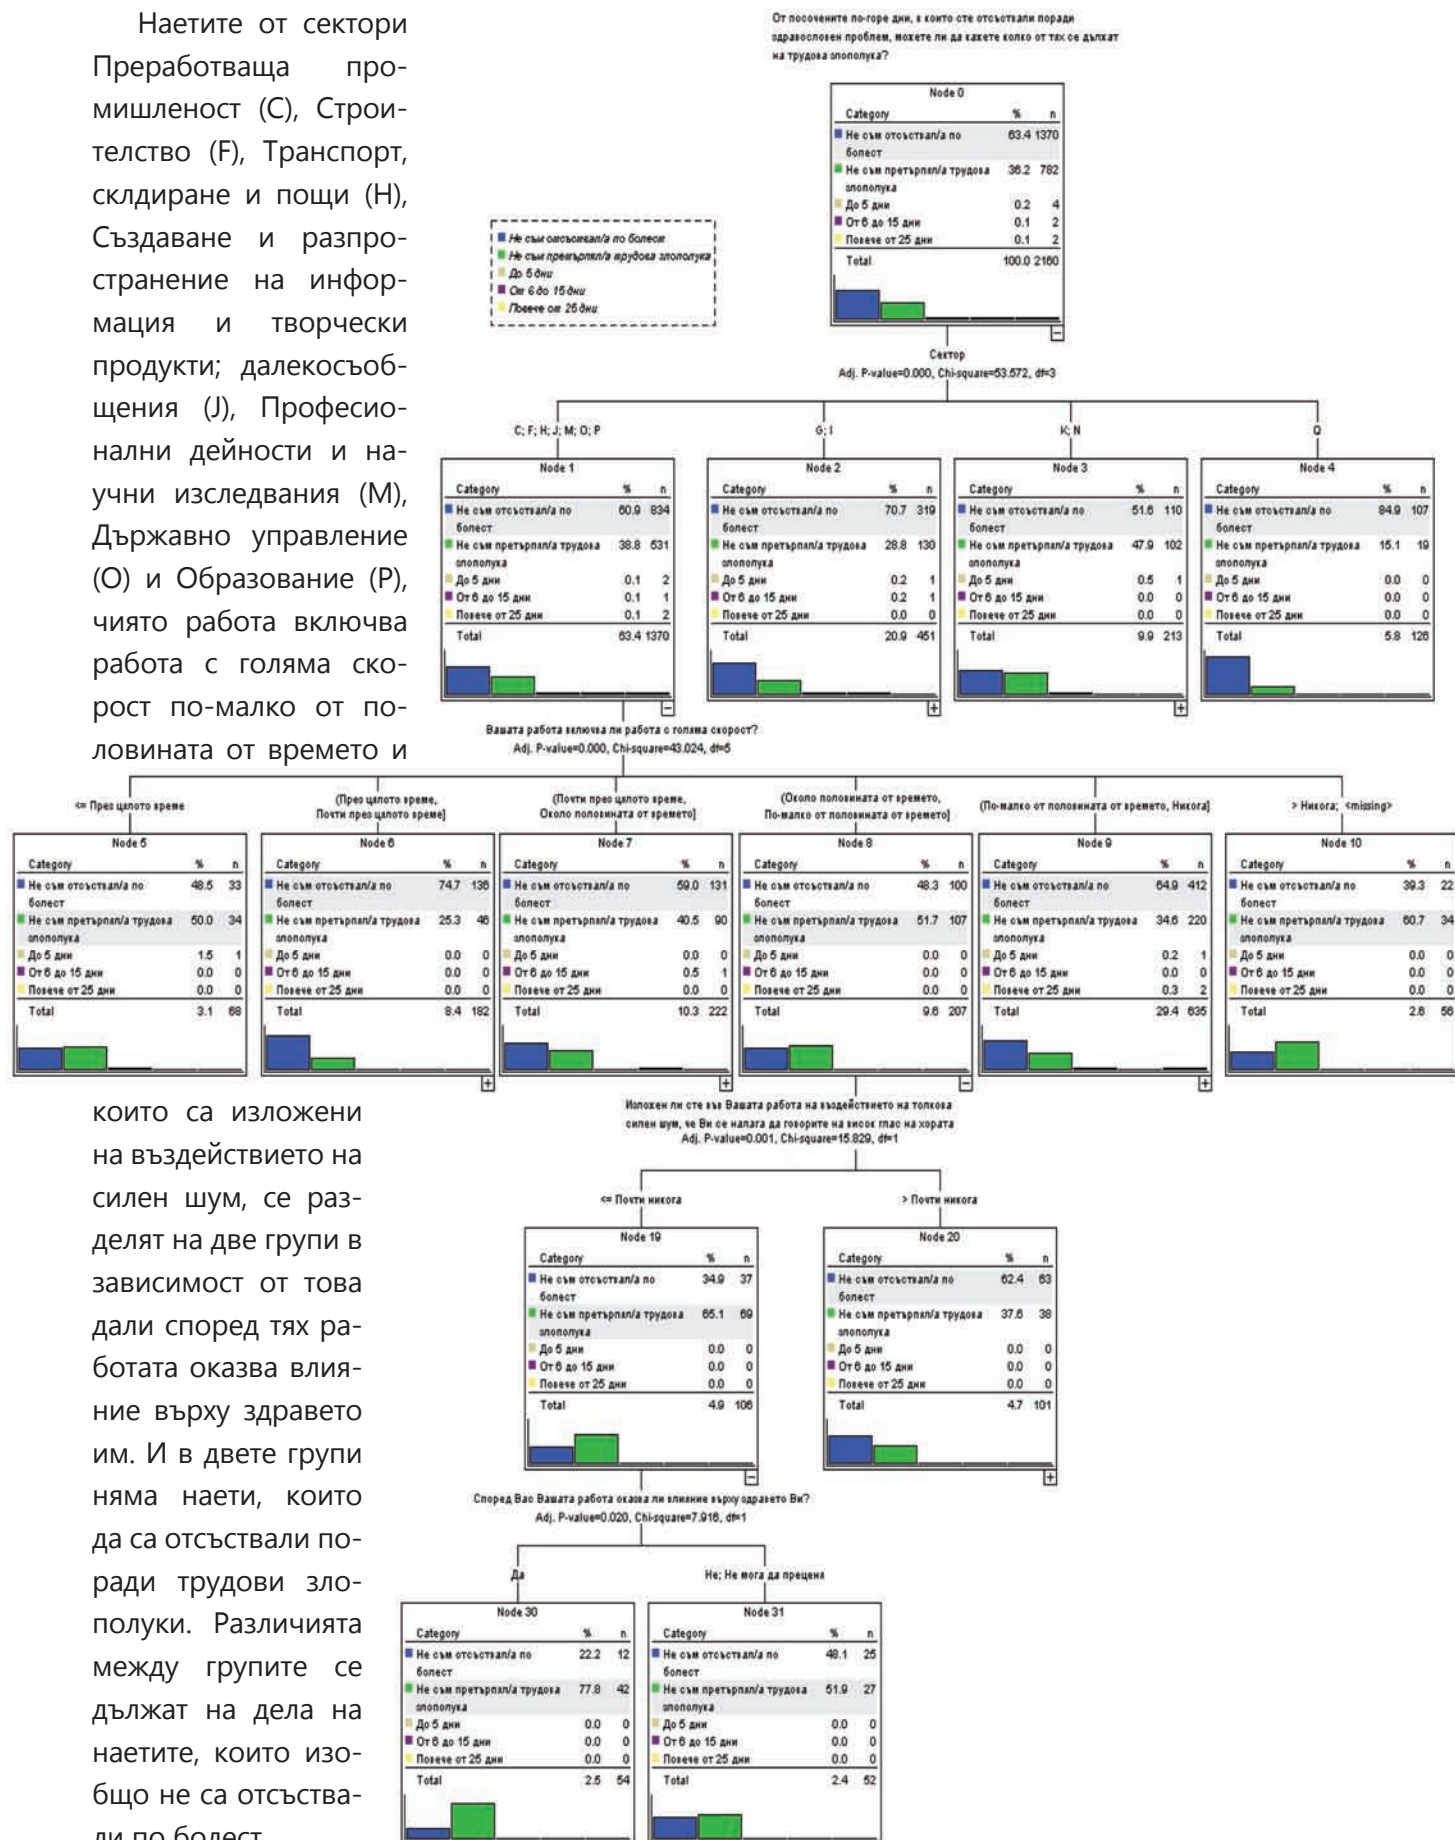 Наетите от сектори
Преработваща про-
мишленост (C), Строи-
телство (F), Транспорт,
склдиране и пощи (H),
Създаване и разпро-
странение на инфор-
мация и творчески
продукти; далекосъоб-
щения (J), Професио-
нални дейности и на-
учни изследвания (M),
Държавно управление
(O) и Образование (P),
чиято работа включва
работа с голяма ско-
рост по-малко от по-
ловината от времето и
От посочените по-горе дни, в които сте отсъствали поради
здравословен проблем, можете ли да кажете колко от тях се дължат
на трудова злополука?
Node 0
Category % n
Не съм отсъствал/а по 63.4 1370
болест
Не съм претърпял/а трудова 36.2 782
злополука
До 5 дни 0.2 4
От 6 до 15 дни 0.1 2
Повече от 25 дни 0.1 2
Total 100.0 2160
Не съм отсъствал/а по болест
Не съм претърпял/а трудова злополука
До 5 дни
От 6 до 15 дни
Повече от 25 дни
Сектор
Adj. P-value=0.000, Chi-square=53.572, df=3
C; F; H; J; M; O; P
Node 1
Category % n
Не съм отсъствал/а по 60.9 834
болест
Не съм претърпял/а трудова 38.8 531
злополука
До 5 дни 0.1 2
От 6 до 15 дни 0.1 1
Повече от 25 дни 0.1 2
Total 63.4 1370
G; I
Node 2
Category % n
Не съм отсъствал/а по 70.7 319
болест
Не съм претърпял/а трудова 28.8 130
злополука
До 5 дни 0.2 1
От 6 до 15 дни 0.2 1
Повече от 25 дни 0.0 0
Total 20.9 451
K; N
Node 3
Category % n
Не съм отсъствал/а по 51.6 110
болест
Не съм претърпял/а трудова 47.9 102
злополука
До 5 дни 0.5 1
От 6 до 15 дни 0.0 0
Повече от 25 дни 0.0 0
Total 9.9 213
Q
Node 4
Category % n
Не съм отсъствал/а по 84.9 107
болест
Не съм претърпял/а трудова 15.1 19
злополука
До 5 дни 0.0 0
От 6 до 15 дни 0.0 0
Повече от 25 дни 0.0 0
Total 5.8 126
Вашата работа включва ли работа с голяма скорост?
Adj. P-value=0.000, Chi-square=43.024, df=5
<= През цялото време
Node 5
Category % n
Не съм отсъствал/а по 48.5 33
болест
Не съм претърпял/а трудова 50.0 34
злополука
До 5 дни 1.5 1
От 6 до 15 дни 0.0 0
Повече от 25 дни 0.0 0
Total 3.1 68
(През цялото време,
Почти през цялото време]
Node 6
Category % n
Не съм отсъствал/а по 74.7 136
болест
Не съм претърпял/а трудова 25.3 46
злополука
До 5 дни 0.0 0
От 6 до 15 дни 0.0 0
Повече от 25 дни 0.0 0
Total 8.4 182
(Почти през цялото време,
Около половината от времето]
Node 7
Category % n
Не съм отсъствал/а по 59.0 131
болест
Не съм претърпял/а трудова 40.5 90
злополука
До 5 дни 0.0 0
От 6 до 15 дни 0.5 1
Повече от 25 дни 0.0 0
Total 10.3 222
(Около половината от времето,
По-малко от половината от времето]
Node 8
Category % n
Не съм отсъствал/а по 48.3 100
болест
Не съм претърпял/а трудова 51.7 107
злополука
До 5 дни 0.0 0
От 6 до 15 дни 0.0 0
Повече от 25 дни 0.0 0
Total 9.6 207
(По-малко от половината от времето, Никога]
Node 9
Category % n
Не съм отсъствал/а по 64.9 412
болест
Не съм претърпял/а трудова 34.6 220
злополука
До 5 дни 0.2 1
От 6 до 15 дни 0.0 0
Повече от 25 дни 0.3 2
Total 29.4 635
> Никога; <missing>
Node 10
Category % n
Не съм отсъствал/а по 39.3 22
болест
Не съм претърпял/а трудова 60.7 34
злополука
До 5 дни 0.0 0
От 6 до 15 дни 0.0 0
Повече от 25 дни 0.0 0
Total 2.6 56
които са изложени
на въздействието на
силен шум, се раз-
делят на две групи в
зависимост от това
дали според тях ра-
ботата оказва влия-
ние върху здравето
им. И в двете групи
няма наети, които
да са отсъствали по-
ради трудови зло-
полуки. Различията
между групите се
дължат на дела на
наетите, които изо-
бщо не са отсъства-
ли по болест
Изложен ли сте във Вашата работа на въздействието на толкова
силен шум, че Ви се налага да говорите на висок глас на хората
Adj. P-value=0.001, Chi-square=15.829, df=1
<= Почти никога
Node 19
Category % n
Не съм отсъствал/а по 34.9 37
болест
Не съм претърпял/а трудова 65.1 69
злополука
До 5 дни 0.0 0
От 6 до 15 дни 0.0 0
Повече от 25 дни 0.0 0
Total 4.9 106
> Почти никога
Node 20
Category % n
Не съм отсъствал/а по 62.4 63
болест
Не съм претърпял/а трудова 37.6 38
злополука
До 5 дни 0.0 0
От 6 до 15 дни 0.0 0
Повече от 25 дни 0.0 0
Total 4.7 101
Според Вас Вашата работа оказва ли влияние върху здравето Ви?
Adj. P-value=0.020, Chi-square=7.916, df=1
Да
Node 30
Category % n
Не съм отсъствал/а по 22.2 12
болест
Не съм претърпял/а трудова 77.8 42
злополука
До 5 дни 0.0 0
От 6 до 15 дни 0.0 0
Повече от 25 дни 0.0 0
Total 2.5 54
Не; Не мога да преценя
Node 31
Category % n
Не съм отсъствал/а по 48.1 25
болест
Не съм претърпял/а трудова 51.9 27
злополука
До 5 дни 0.0 0
От 6 до 15 дни 0.0 0
Повече от 25 дни 0.0 0
Total 2.4 52